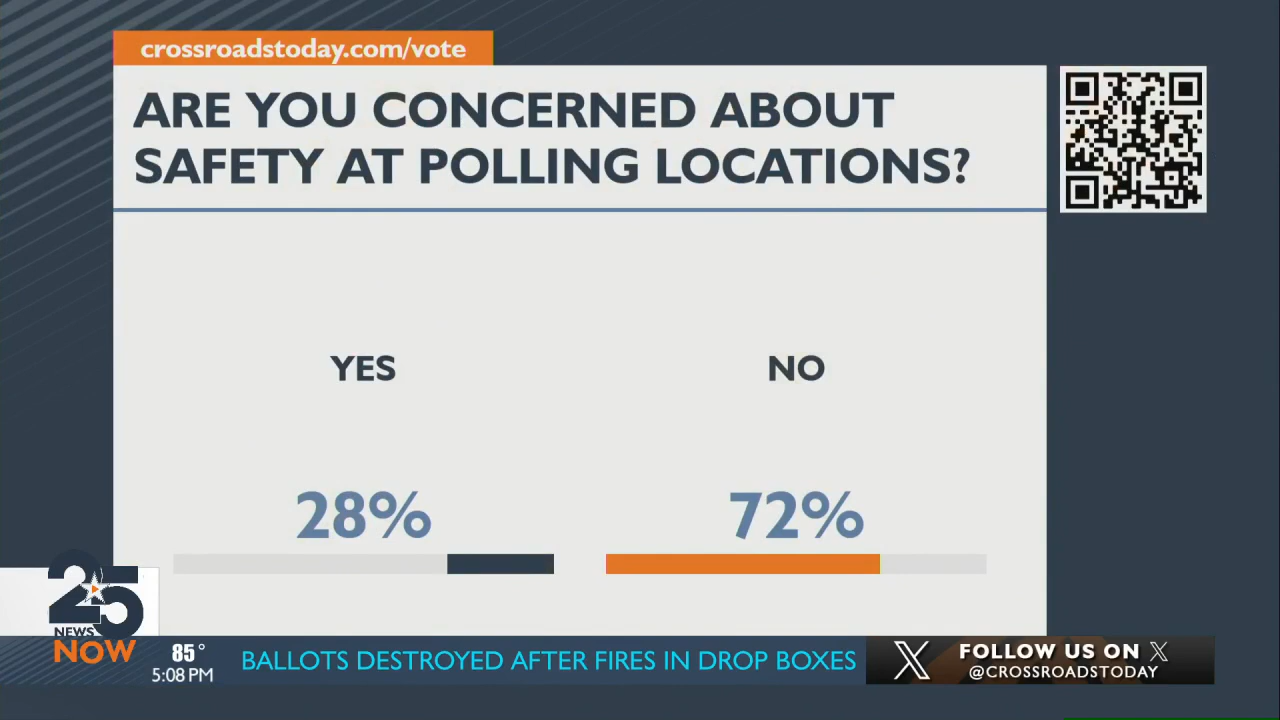 crossroadstoday.com/vote
ARE YOU CONCERNED ABOUT
SAFETY AT POLLING LOCATIONS?
YES
NO
28%
72%
25
NEWS
NOW
85°
5:08 PM
BALLOTS DESTROYED AFTER FIRES IN DROP BOXES
X
FOLLOW US ON X
@CROSSROADSTODAY